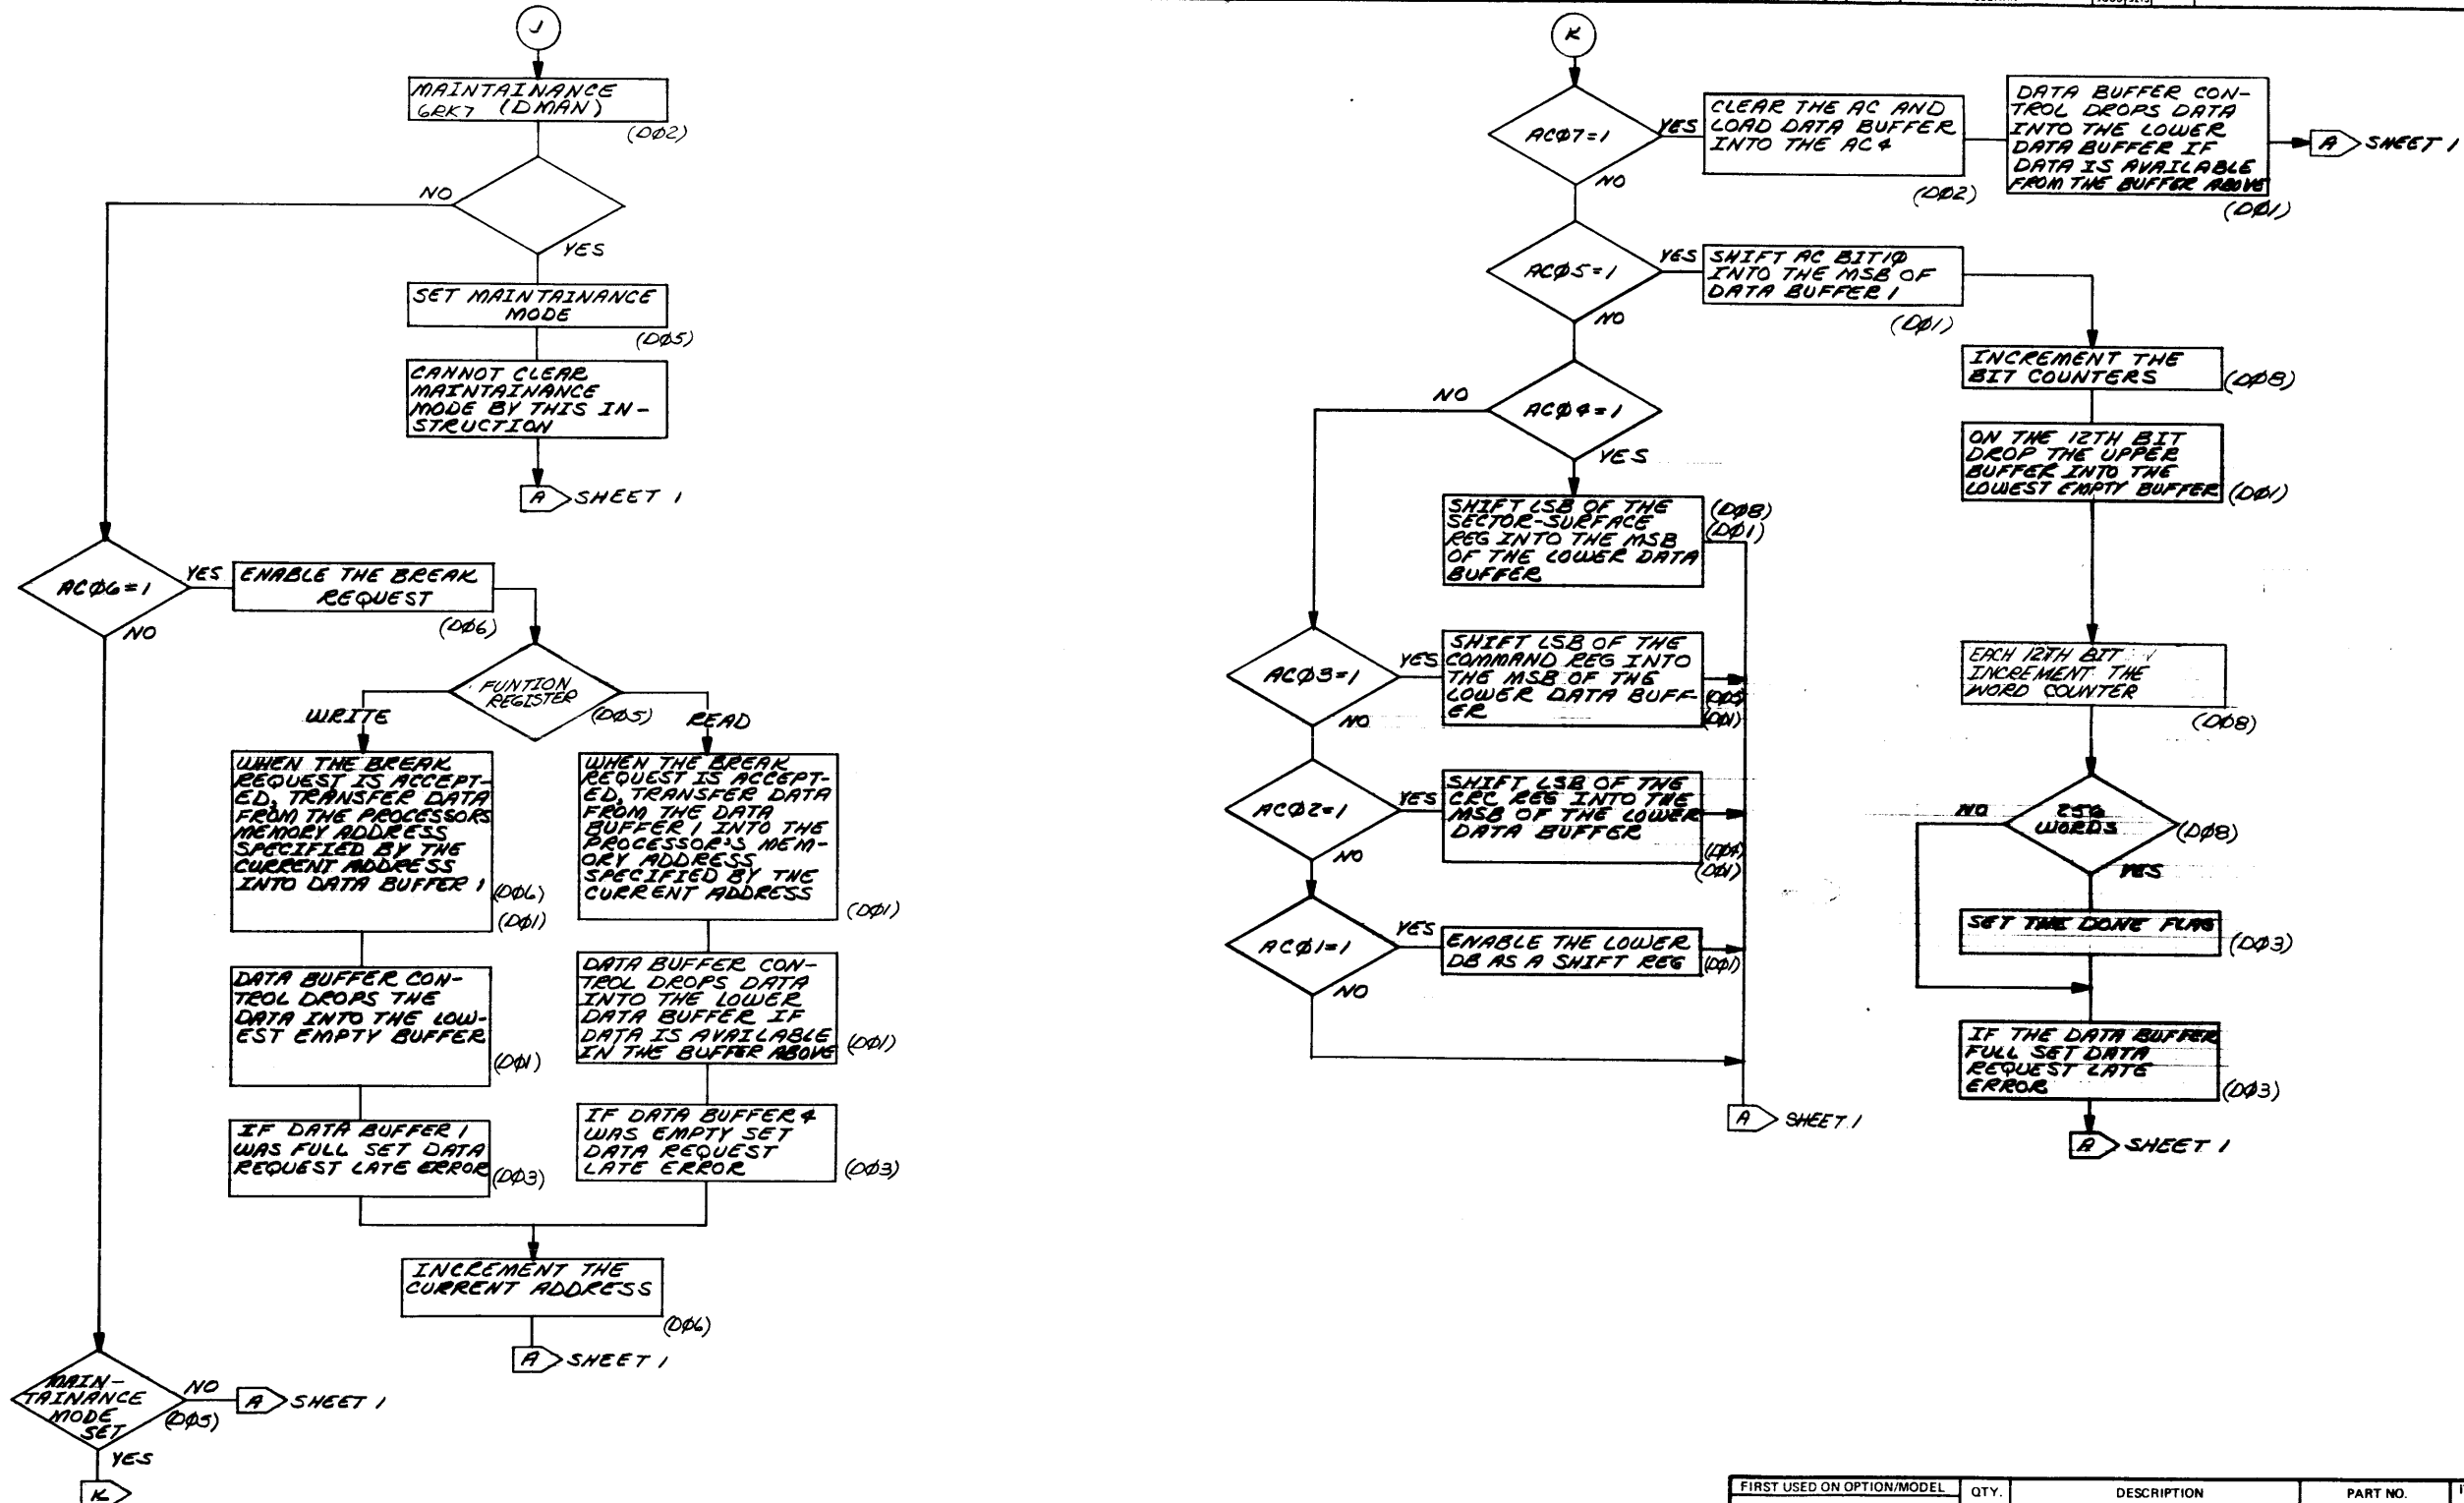 J
MAINTAINANCE
6RK7 (DMAN)
(DØ2)
NO
YES
SET MAINTAINANCE
MODE
(DØ5)
CANNOT CLEAR
MAINTAINANCE
MODE BY THIS IN-
STRUCTION
A SHEET 1
ACØ6=1
YES
NO
ENABLE THE BREAK
REQUEST
(DØ6)
FUNTION
REGISTER
(DØ5)
WRITE
READ
WHEN THE BREAK
REQUEST IS ACCEPT-
ED, TRANSFER DATA
FROM THE PROCESSORS
MEMORY ADDRESS
SPECIFIED BY THE
CURRENT ADDRESS
INTO DATA BUFFER 1
(DØ6)
(DØ1)
DATA BUFFER CON-
TROL DROPS THE
DATA INTO THE LOW-
EST EMPTY BUFFER
(DØ1)
IF DATA BUFFER 1
WAS FULL SET DATA
REQUEST LATE ERROR
(DØ3)
WHEN THE BREAK
REQUEST IS ACCEPT-
ED, TRANSFER DATA
FROM THE DATA
BUFFER 1 INTO THE
PROCESSOR'S MEM-
ORY ADDRESS
SPECIFIED BY THE
CURRENT ADDRESS
(DØ1)
DATA BUFFER CON-
TROL DROPS DATA
INTO THE LOWER
DATA BUFFER IF
DATA IS AVAILABLE
IN THE BUFFER ABOVE
(DØ1)
IF DATA BUFFER 4
WAS EMPTY SET
DATA REQUEST
LATE ERROR
(DØ3)
INCREMENT THE
CURRENT ADDRESS
(DØ6)
A SHEET 1
MAIN-
TAINANCE
MODE
SET
(DØ5)
NO
A SHEET 1
YES
K
K
ACØ7=1
YES
NO
CLEAR THE AC AND
LOAD DATA BUFFER
INTO THE AC 4
(DØ2)
DATA BUFFER CON-
TROL DROPS DATA
INTO THE LOWER
DATA BUFFER IF
DATA IS AVAILABLE
FROM THE BUFFER ABOVE
(DØ1)
A SHEET 1
ACØ5=1
YES
NO
SHIFT AC BIT 1Ø
INTO THE MSB OF
DATA BUFFER 1
(DØ1)
INCREMENT THE
BIT COUNTERS
(DØ8)
ON THE 12TH BIT
DROP THE UPPER
BUFFER INTO THE
LOWEST EMPTY BUFFER
(DØ1)
EACH 12TH BIT
INCREMENT THE
WORD COUNTER
(DØ8)
256
WORDS
(DØ8)
NO
YES
SET THE DONE FLAG
(DØ3)
IF THE DATA BUFFER
FULL SET DATA
REQUEST LATE
ERROR
(DØ3)
A SHEET 1
ACØ4=1
NO
YES
SHIFT LSB OF THE
SECTOR-SURFACE
REG INTO THE MSB
OF THE LOWER DATA
BUFFER
(DØ8)
(DØ1)
ACØ3=1
YES
NO
SHIFT LSB OF THE
COMMAND REG INTO
THE MSB OF THE
LOWER DATA BUFF-
ER
(DØ5)
(DØ1)
ACØ2=1
YES
NO
SHIFT LSB OF THE
CRC REG INTO THE
MSB OF THE LOWER
DATA BUFFER
(DØ4)
(DØ1)
ACØ1=1
YES
NO
ENABLE THE LOWER
DB AS A SHIFT REG
(DØ1)
A SHEET 1
FIRST USED ON OPTION/MODEL
QTY.
DESCRIPTION
PART NO.